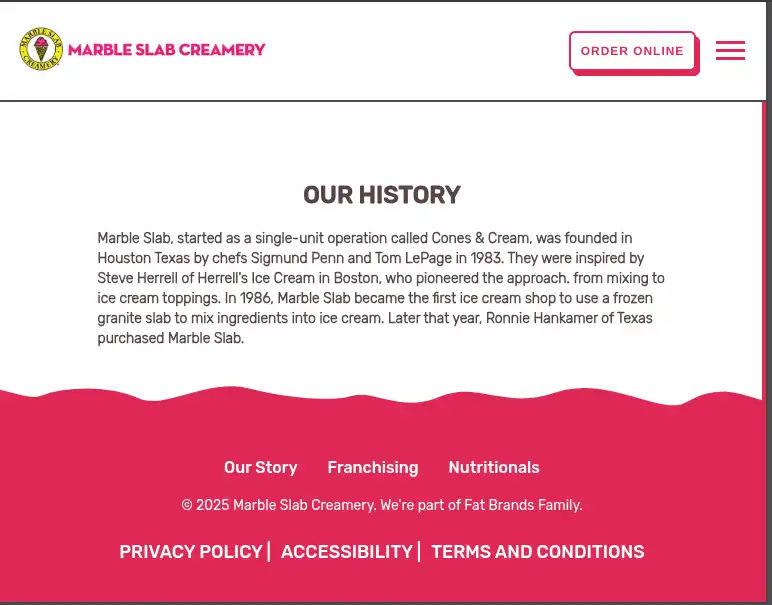 MARBLE SLAB
CREAMERY
MARBLE SLAB CREAMERY
ORDER ONLINE
OUR HISTORY
Marble Slab, started as a single-unit operation called Cones & Cream, was founded in
Houston Texas by chefs Sigmund Penn and Tom LePage in 1983. They were inspired by
Steve Herrell of Herrell's Ice Cream in Boston, who pioneered the approach. from mixing to
ice cream toppings. In 1986, Marble Slab became the first ice cream shop to use a frozen
granite slab to mix ingredients into ice cream. Later that year, Ronnie Hankamer of Texas
purchased Marble Slab.
Our Story Franchising Nutritionals
© 2025 Marble Slab Creamery. We're part of Fat Brands Family.
PRIVACY POLICY | ACCESSIBILITY | TERMS AND CONDITIONS